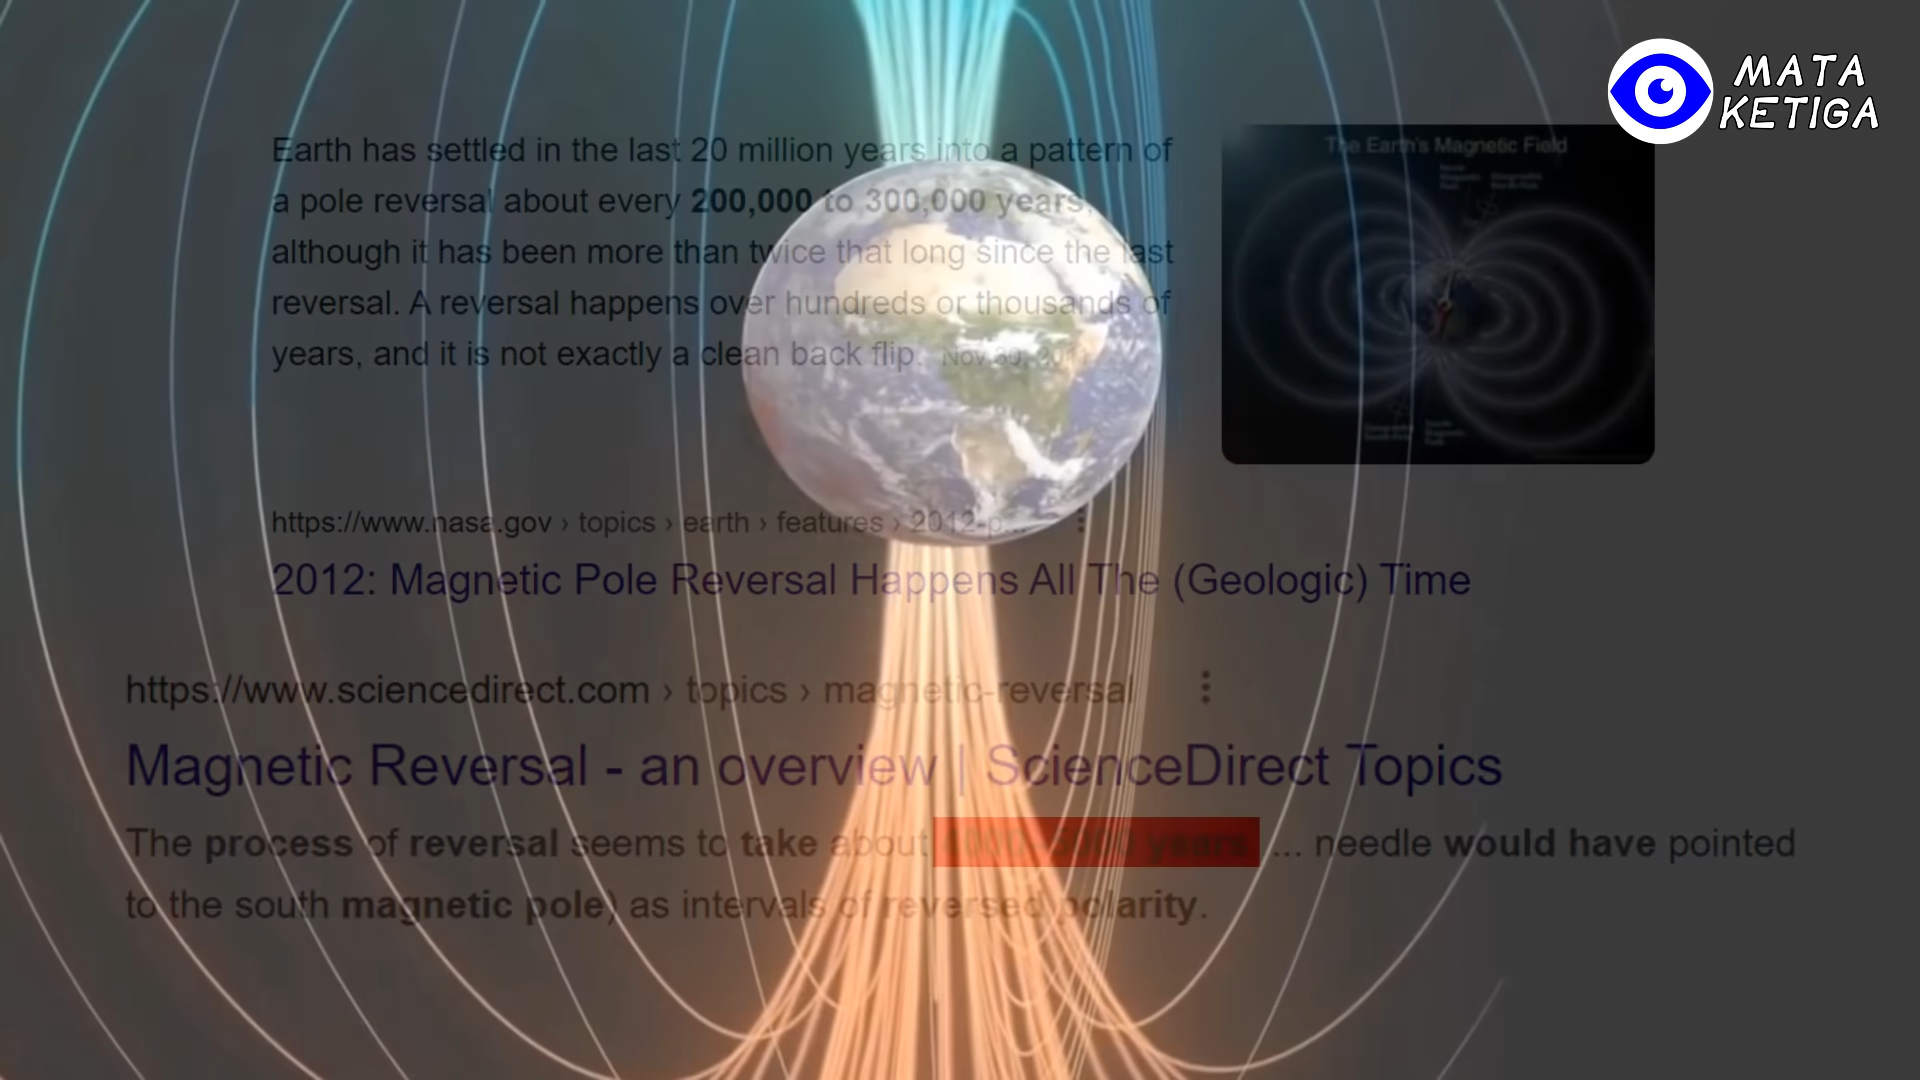 MATA
KETIGA
Earth has settled in the last 20 million years into a pattern of
a pole reversal about every 200,000 to 300,000 years,
although it has been more than twice that long since the last
reversal. A reversal happens over hundreds or thousands of
years, and it is not exactly a clean back flip. Nov 30,
The Earth's Magnetic Field
https://www.nasa.gov › topics › earth › features › 2012-p...
2012: Magnetic Pole Reversal Happens All The (Geologic) Time
https://www.sciencedirect.com › topics › magnetic-reversal
Magnetic Reversal - an overview | ScienceDirect Topics
The process of reversal seems to take about years ... needle would have pointed
to the south magnetic pole) as intervals of reversed polarity.